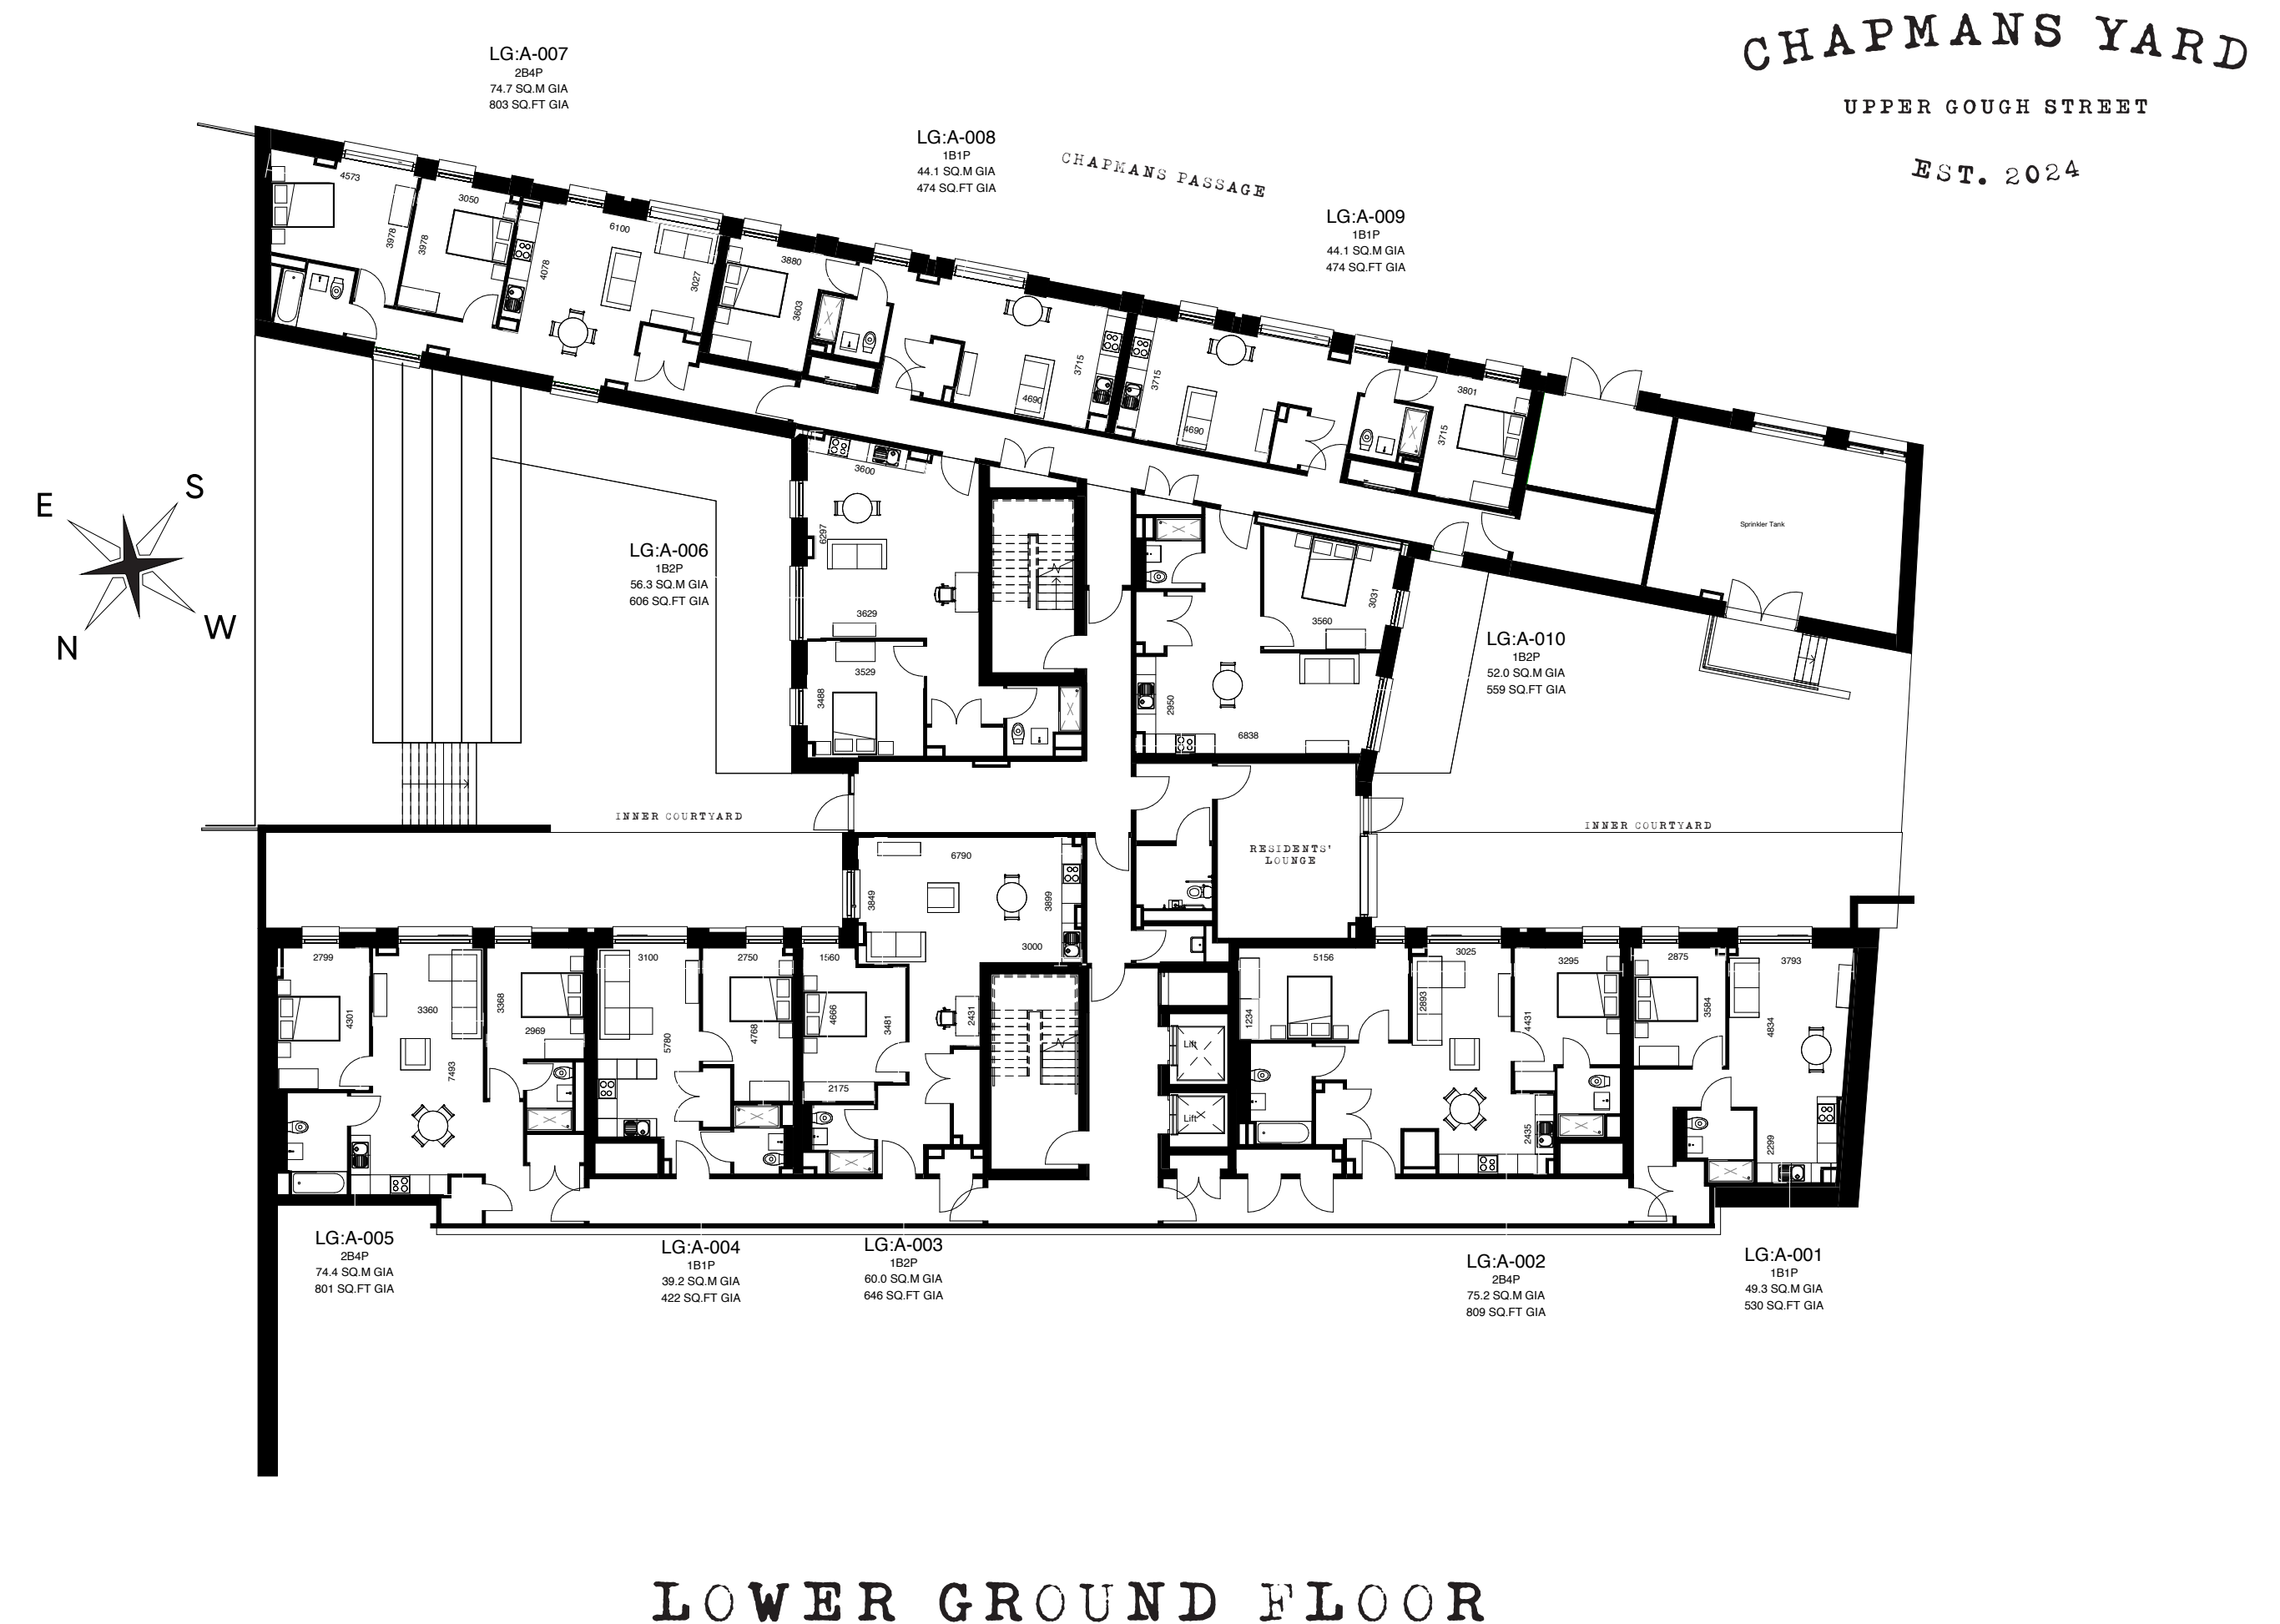 CHAPMANS YARD
UPPER GOUGH STREET
EST. 2024
LG:A-007
2B4P
74.7 SQ.M GIA
803 SQ.FT GIA
LG:A-008
1B1P
44.1 SQ.M GIA
474 SQ.FT GIA
CHAPMANS PASSAGE
LG:A-009
1B1P
44.1 SQ.M GIA
474 SQ.FT GIA
4573
3978
3050
3978
6100
4078
3027
3880
3603
4690
3715
3715
4690
3801
3715
Sprinkler Tank
E
S
N
W
LG:A-006
1B2P
56.3 SQ.M GIA
606 SQ.FT GIA
3600
6297
3629
3529
3488
3031
3560
2950
6838
LG:A-010
1B2P
52.0 SQ.M GIA
559 SQ.FT GIA
INNER COURTYARD
INNER COURTYARD
RESIDENTS'
LOUNGE
6790
3849
3899
3000
2799
4301
3360
7493
3368
2969
3100
5780
2750
4768
1560
4666
3481
2175
2431
Lift
Lift
5156
1234
3025
2893
4431
3295
2435
2875
3584
3793
4834
2299
LG:A-005
2B4P
74.4 SQ.M GIA
801 SQ.FT GIA
LG:A-004
1B1P
39.2 SQ.M GIA
422 SQ.FT GIA
LG:A-003
1B2P
60.0 SQ.M GIA
646 SQ.FT GIA
LG:A-002
2B4P
75.2 SQ.M GIA
809 SQ.FT GIA
LG:A-001
1B1P
49.3 SQ.M GIA
530 SQ.FT GIA
LOWER GROUND FLOOR